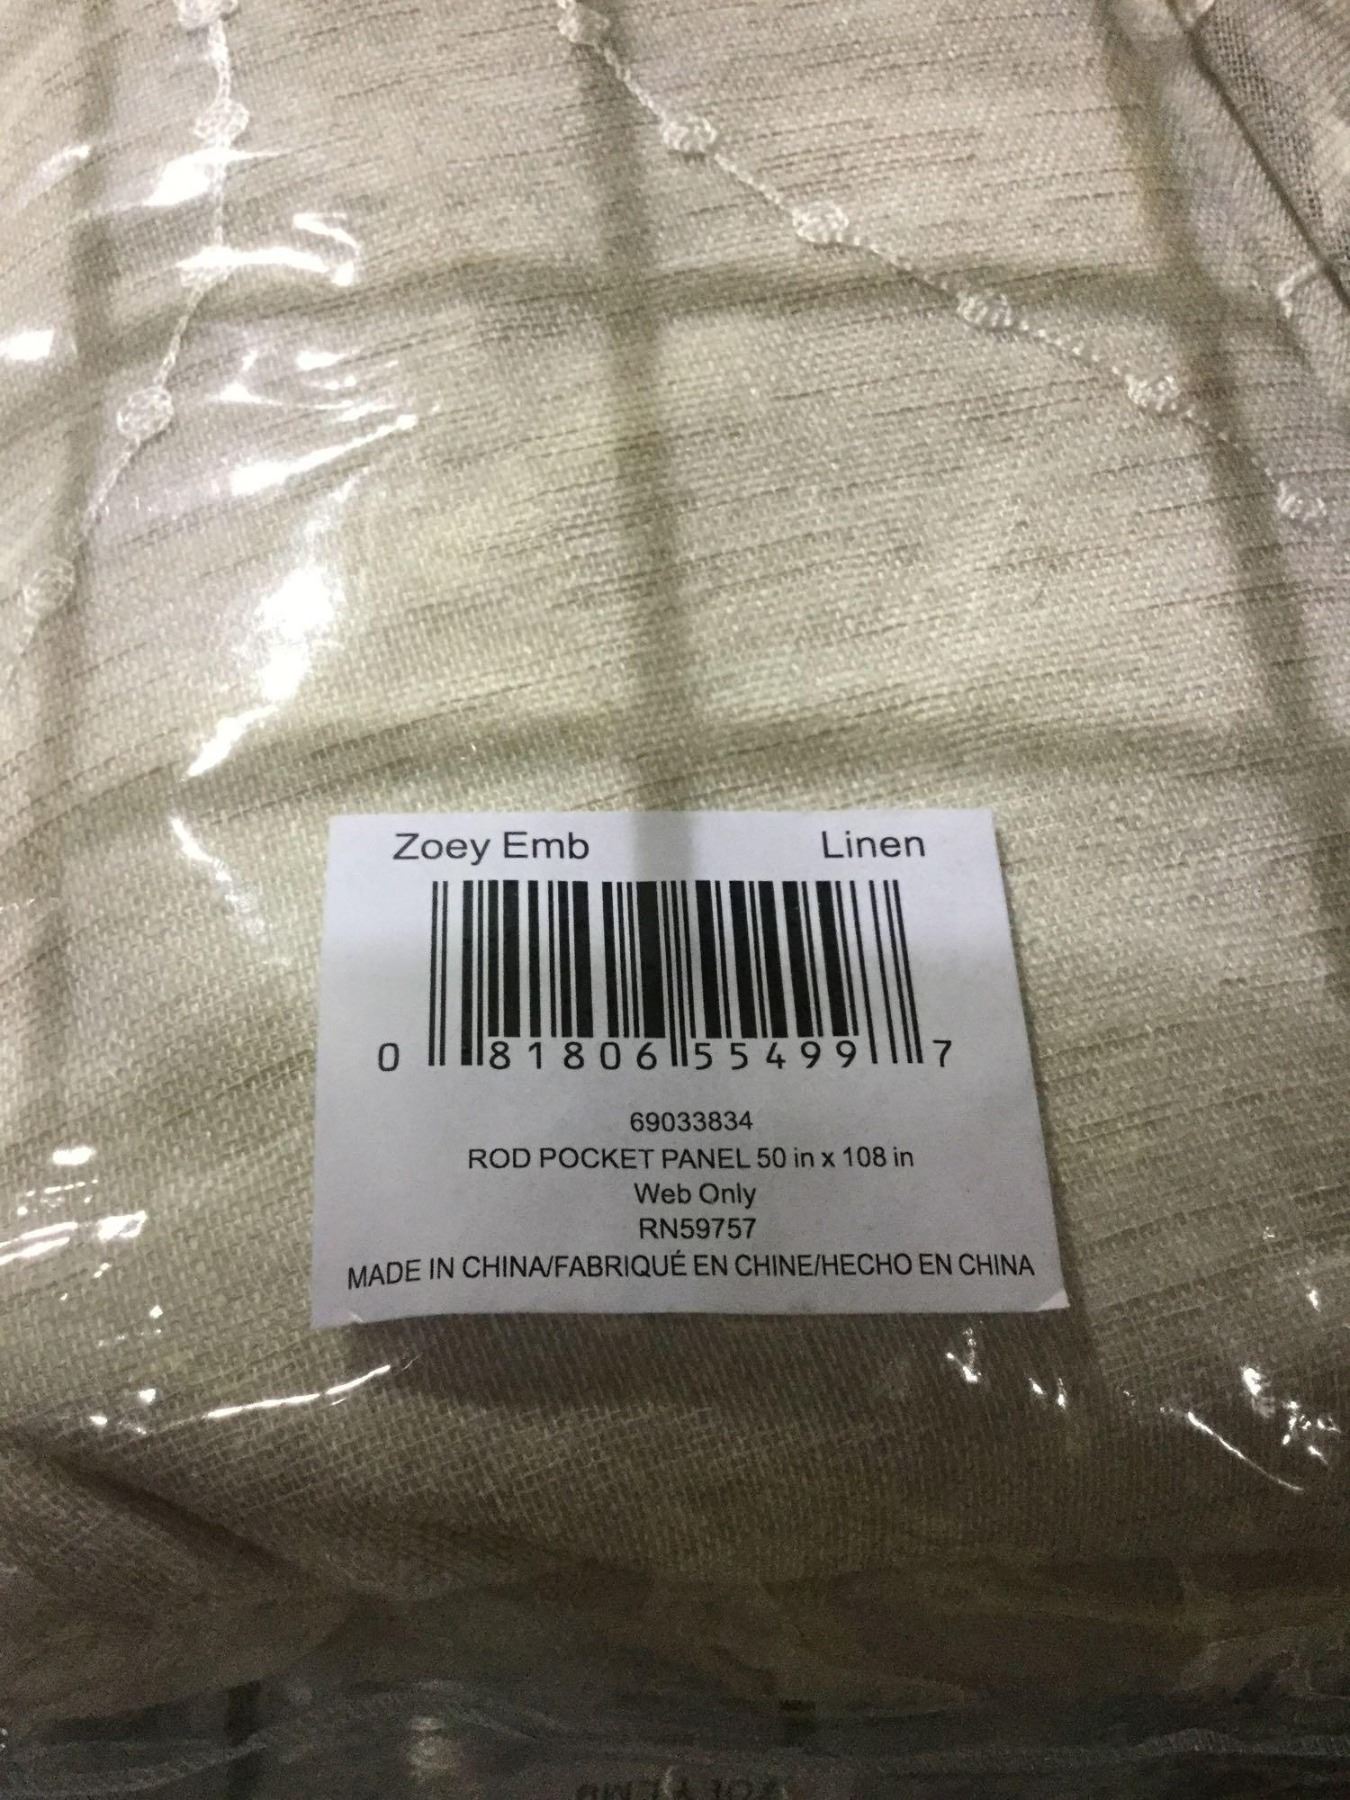 Zoey Emb Linen
0 81806 55499 7
69033834
ROD POCKET PANEL 50 in x 108 in
Web Only
RN59757
MADE IN CHINA/FABRIQUÉ EN CHINE/HECHO EN CHINA